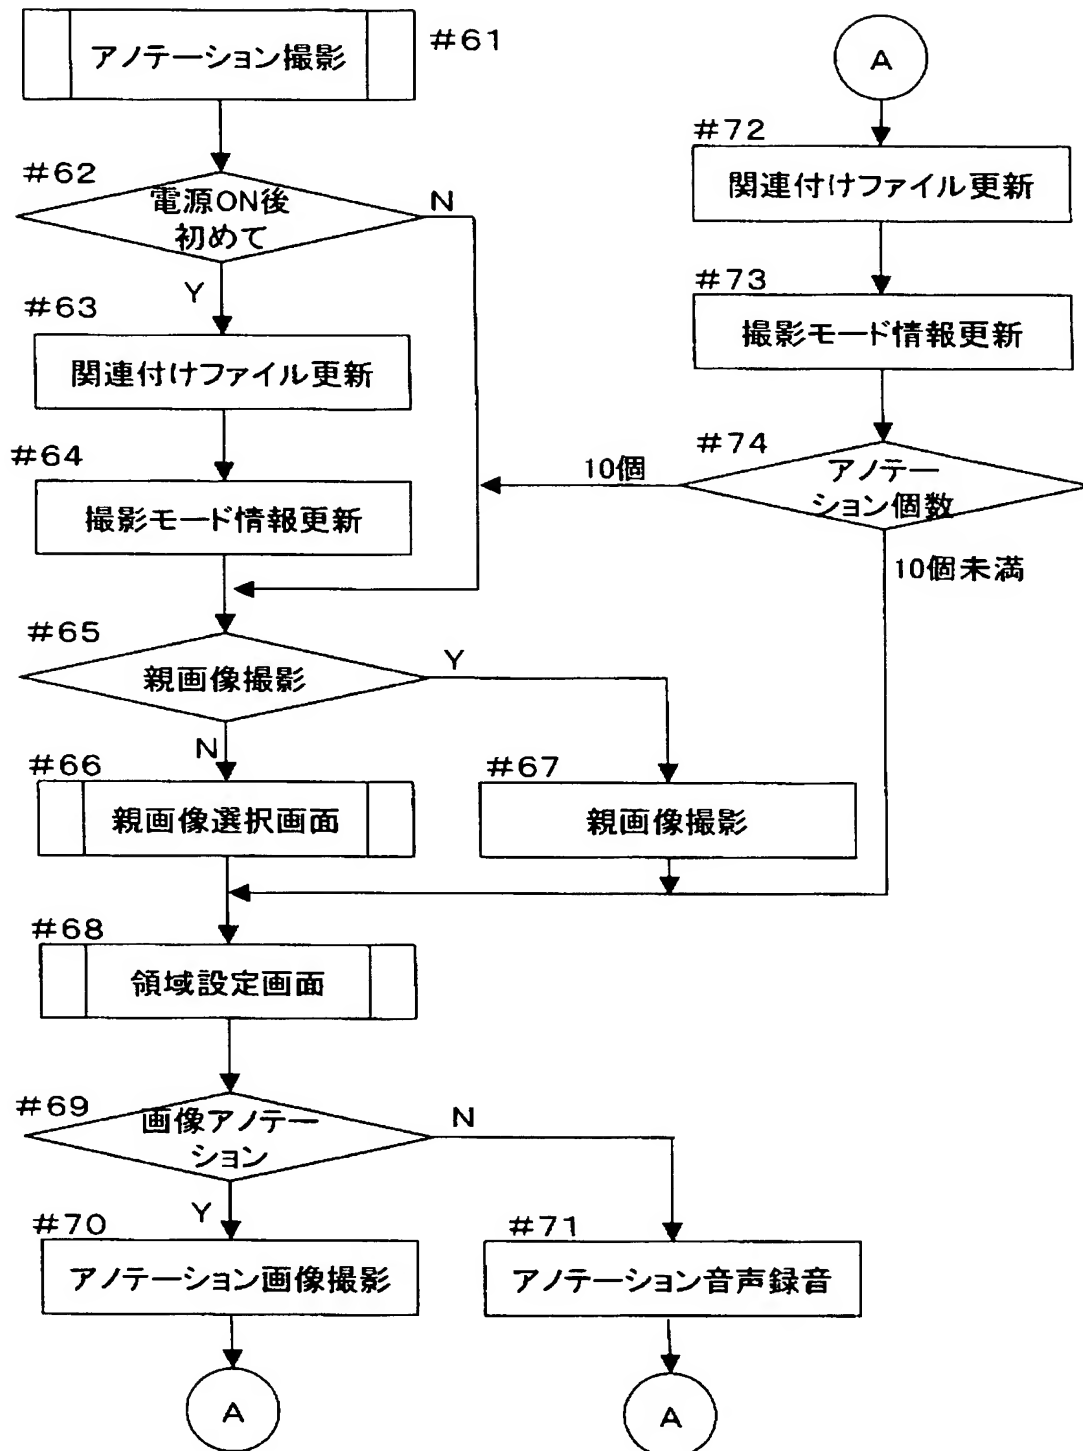 アノテーション撮影
#61
#62
電源ON後
初めて
N
Y
#63
関連付けファイル更新
#64
撮影モード情報更新
#65
親画像撮影
Y
N
#66
親画像選択画面
#67
親画像撮影
#68
領域設定画面
#69
画像アノテー
ション
N
Y
#70
アノテーション画像撮影
#71
アノテーション音声録音
A
A
A
#72
関連付けファイル更新
#73
撮影モード情報更新
#74
アノテー
ション個数
10個
10個未満